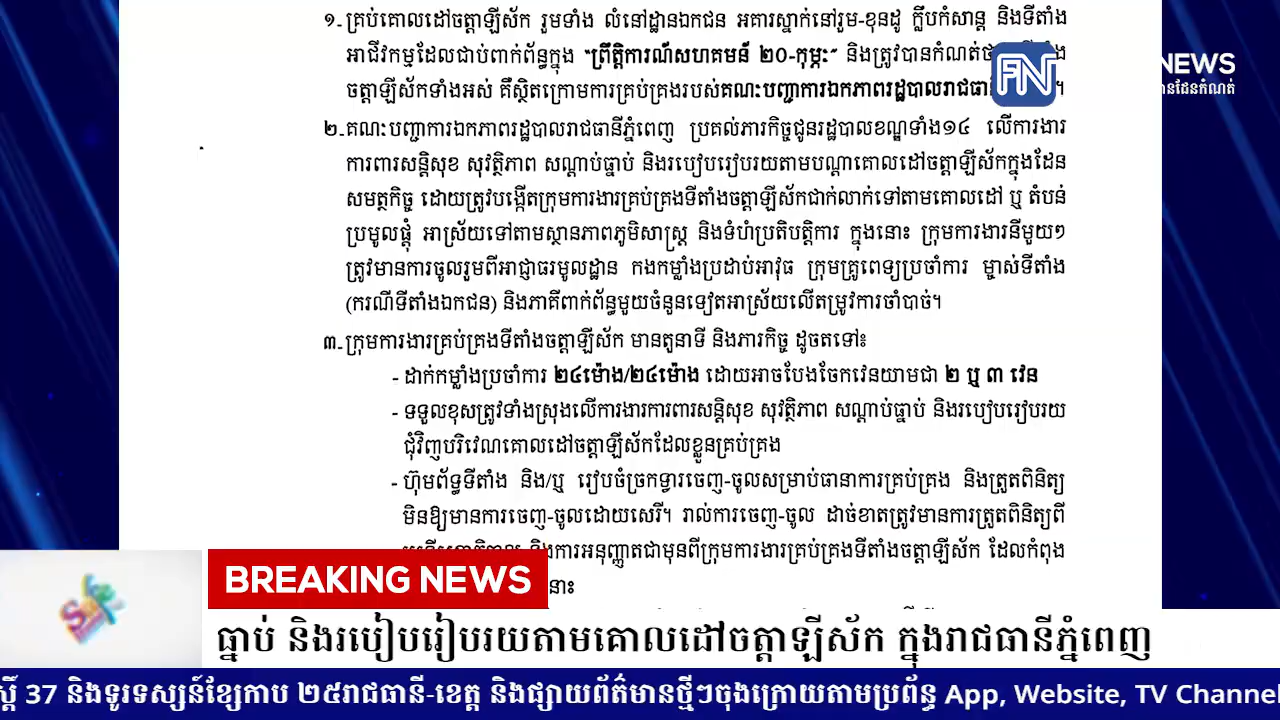 ១-គ្រប់គោលដៅចត្តាឡីស័ក រួមទាំង លំនៅដ្ឋានឯកជន អគារស្នាក់នៅរួម-ខុនដូ ក្លឹបកំសាន្ត និងទីតាំង
អាជីវកម្មដែលជាប់ពាក់ព័ន្ធក្នុង "ព្រឹត្តិការណ៍សហគមន៍ ២០-កុម្ភៈ" និងត្រូវបានកំណត់
FN
NEWS
ចត្តាឡីស័កទាំងអស់ គឺស្ថិតក្រោមការគ្រប់គ្រងរបស់គណៈបញ្ជាការឯកភាពរដ្ឋបាលរាជធានី
២-គណៈបញ្ជាការឯកភាពរដ្ឋបាលរាជធានីភ្នំពេញ ប្រគល់ភារកិច្ចជូនរដ្ឋបាលខណ្ឌទាំង១៤ លើការងារ
ការពារសន្តិសុខ សុវត្ថិភាព សណ្តាប់ធ្នាប់ និងរបៀបរៀបរយតាមបណ្តាគោលដៅចត្តាឡីស័កក្នុងដែន
សមត្ថកិច្ច ដោយត្រូវបង្កើតក្រុមការងារគ្រប់គ្រងទីតាំងចត្តាឡីស័កជាក់លាក់ទៅតាមគោលដៅ ឬ តំបន់
ប្រមូលផ្តុំ អាស្រ័យទៅតាមស្ថានភាពភូមិសាស្ត្រ និងទំហំប្រតិបត្តិការ ក្នុងនោះ ក្រុមការងារនីមួយៗ
ត្រូវមានការចូលរួមពីអាជ្ញាធរមូលដ្ឋាន កងកម្លាំងប្រដាប់អាវុធ ក្រុមគ្រូពេទ្យប្រចាំការ ម្ចាស់ទីតាំង
(ករណីទីតាំងឯកជន) និងភាគីពាក់ព័ន្ធមួយចំនួនទៀតអាស្រ័យលើតម្រូវការចាំបាច់។
៣-ក្រុមការងារគ្រប់គ្រងទីតាំងចត្តាឡីស័ក មានតួនាទី និងភារកិច្ច ដូចតទៅ៖
- ដាក់កម្លាំងប្រចាំការ ២៤ម៉ោង/២៤ម៉ោង ដោយអាចបែងចែកវេនយាមជា ២ ឬ ៣ វេន
- ទទួលខុសត្រូវទាំងស្រុងលើការងារការពារសន្តិសុខ សុវត្ថិភាព សណ្តាប់ធ្នាប់ និងរបៀបរៀបរយ
ជុំវិញបរិវេណគោលដៅចត្តាឡីស័កដែលខ្លួនគ្រប់គ្រង
- ហ៊ុមព័ទ្ធទីតាំង និង/ឬ រៀបចំច្រកទ្វារចេញ-ចូលសម្រាប់ធានាការគ្រប់គ្រង និងត្រួតពិនិត្យ
មិនឱ្យមានការចេញ-ចូលដោយសេរី។ រាល់ការចេញ-ចូល ដាច់ខាតត្រូវមានការត្រួតពិនិត្យពី
និងការអនុញ្ញាតជាមុនពីក្រុមការងារគ្រប់គ្រងទីតាំងចត្តាឡីស័ក ដែលកំពុង
BREAKING NEWS
ធ្នាប់ និងរបៀបរៀបរយតាមគោលដៅចត្តាឡីស័ក ក្នុងរាជធានីភ្នំពេញ
ស្តិ៍ 37 និងទូរទស្សន៍ខ្សែកាប ២៥រាជធានី-ខេត្ត និងផ្សាយព័ត៌មានថ្មីៗចុងក្រោយតាមប្រព័ន្ធ App, Website, TV Channel